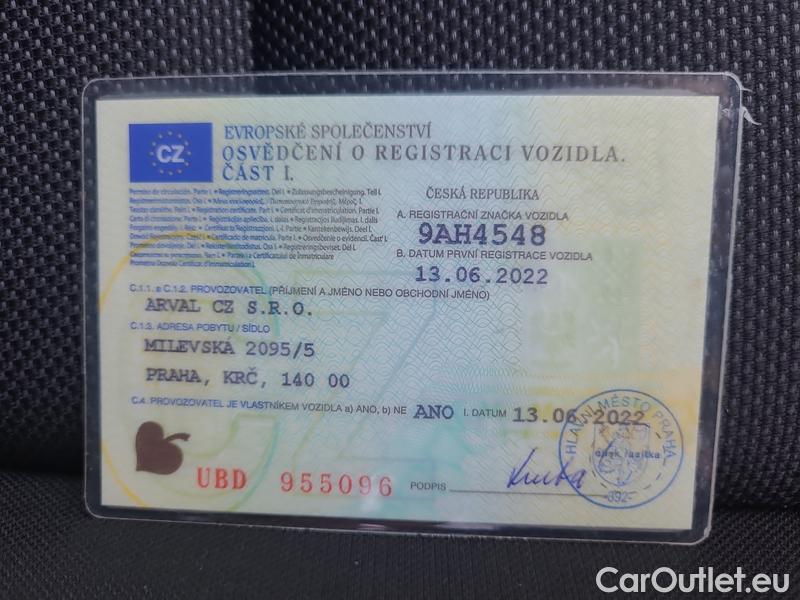 CZ
EVROPSKÉ SPOLEČENSTVÍ
OSVĚDČENÍ O REGISTRACI VOZIDLA.
ČÁST I.
ČESKÁ REPUBLIKA
A. REGISTRAČNÍ ZNAČKA VOZIDLA
9AH4548
B. DATUM PRVNÍ REGISTRACE VOZIDLA
13.06.2022
C.1.1. a C.1.2. PROVOZOVATEL (PŘÍJMENÍ A JMÉNO NEBO OBCHODNÍ JMÉNO)
ARVAL CZ S.R.O.
C.1.3. ADRESA POBYTU / SÍDLO
MILEVSKÁ 2095/5
PRAHA, KRČ, 140 00
C.4. PROVOZOVATEL JE VLASTNÍKEM VOZIDLA a) ANO, b) NE ANO I. DATUM 13.06.2022
UBD 955096
PODPIS
HLAVNÍ MĚSTO PRAHA
-392-
CarOutlet.eu